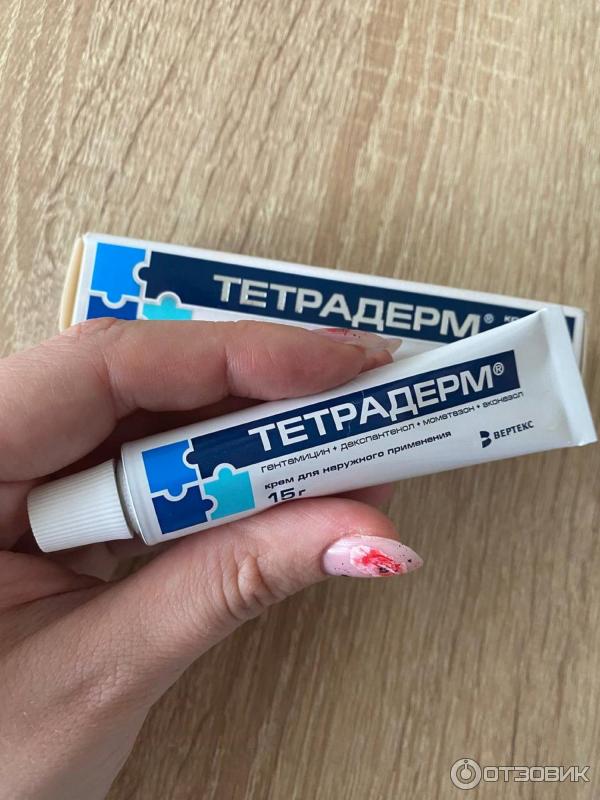 ТЕТРАДЕРМ®
ТЕТРАДЕРМ®
гентамицин + декспантенол + мометазон + эконазол
крем для наружного применения
15 г
ВЕРТЕКС
ОТЗОВИК